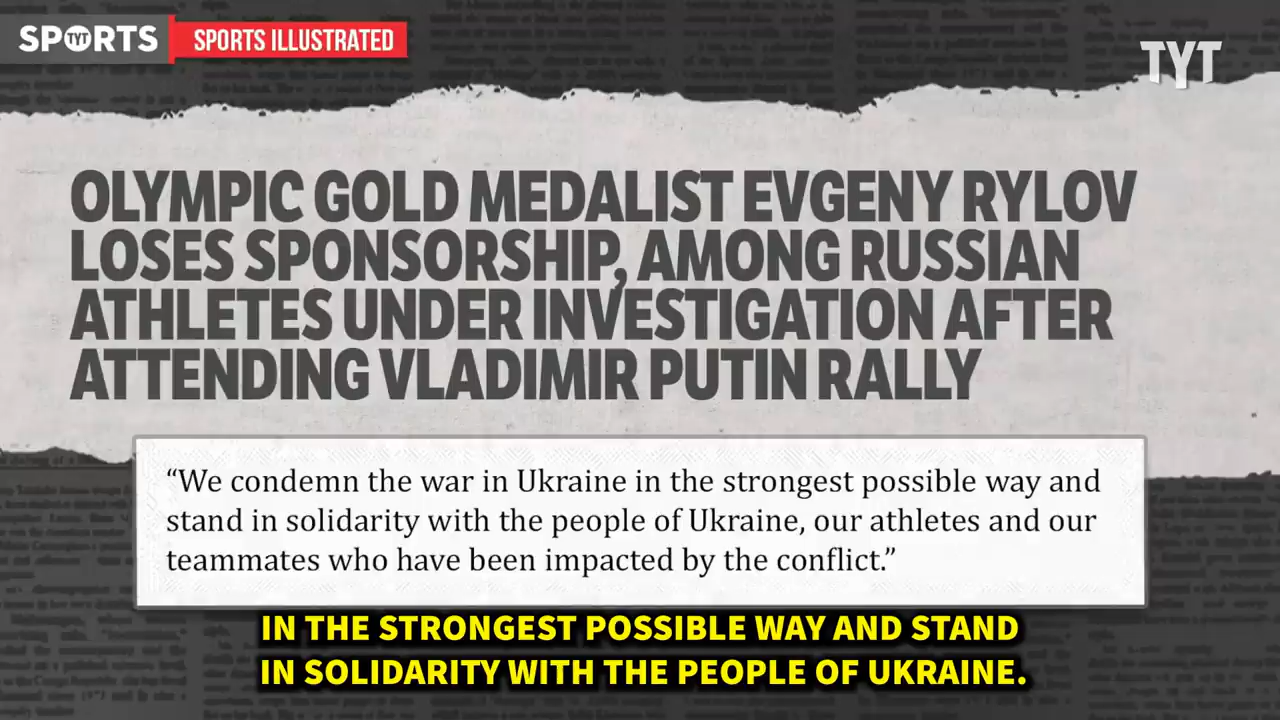 SPORTS
TYT
SPORTS ILLUSTRATED
TYT
OLYMPIC GOLD MEDALIST EVGENY RYLOV
LOSES SPONSORSHIP, AMONG RUSSIAN
ATHLETES UNDER INVESTIGATION AFTER
ATTENDING VLADIMIR PUTIN RALLY
“We condemn the war in Ukraine in the strongest possible way and
stand in solidarity with the people of Ukraine, our athletes and our
teammates who have been impacted by the conflict.”
IN THE STRONGEST POSSIBLE WAY AND STAND
IN SOLIDARITY WITH THE PEOPLE OF UKRAINE.